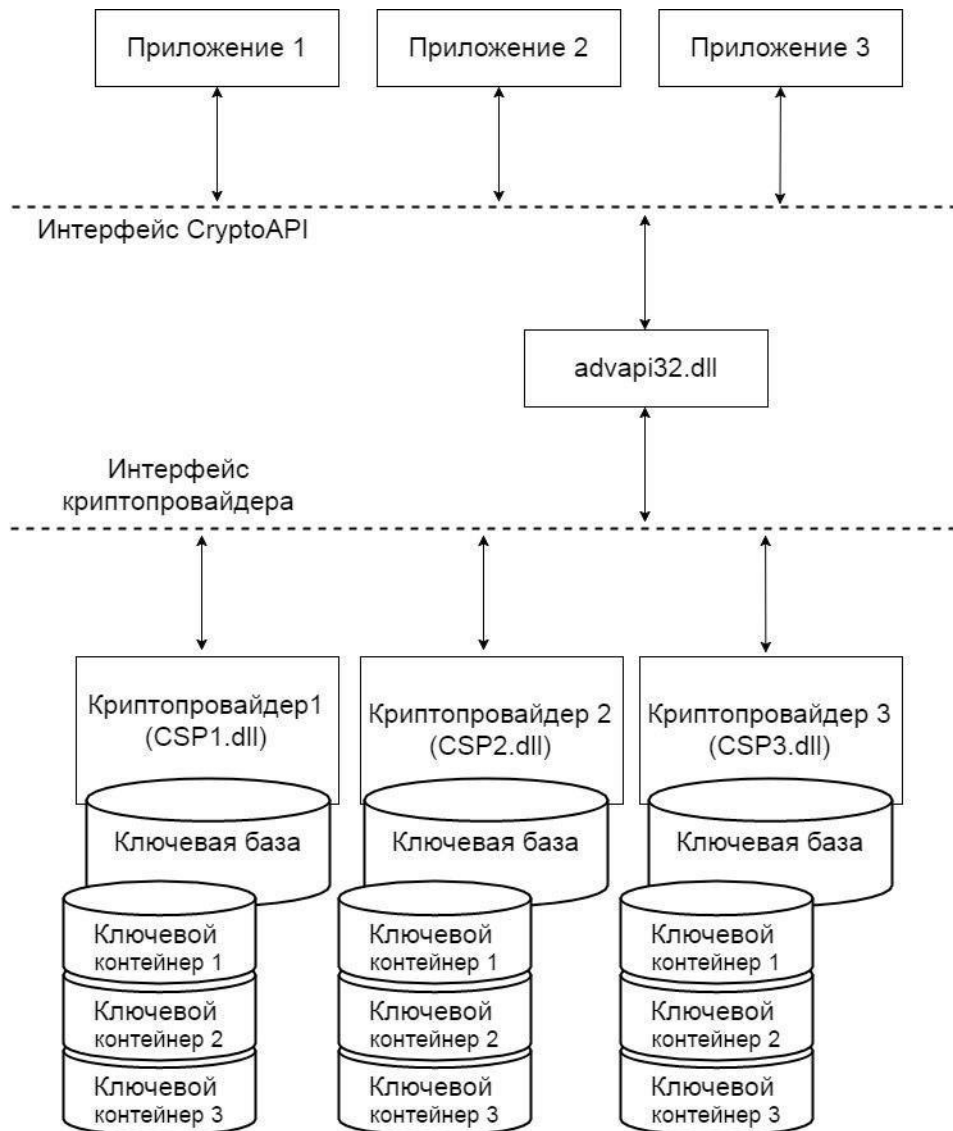 Приложение 1
Приложение 2
Приложение 3
Интерфейс CryptoAPI
advapi32.dll
Интерфейс
криптопровайдера
Криптопровайдер1
(CSP1.dll)
Криптопровайдер 2
(CSP2.dll)
Криптопровайдер 3
(CSP3.dll)
Ключевая база
Ключевая база
Ключевая база
Ключевой
контейнер 1
Ключевой
контейнер 2
Ключевой
контейнер 3
Ключевой
контейнер 1
Ключевой
контейнер 2
Ключевой
контейнер 3
Ключевой
контейнер 1
Ключевой
контейнер 2
Ключевой
контейнер 3